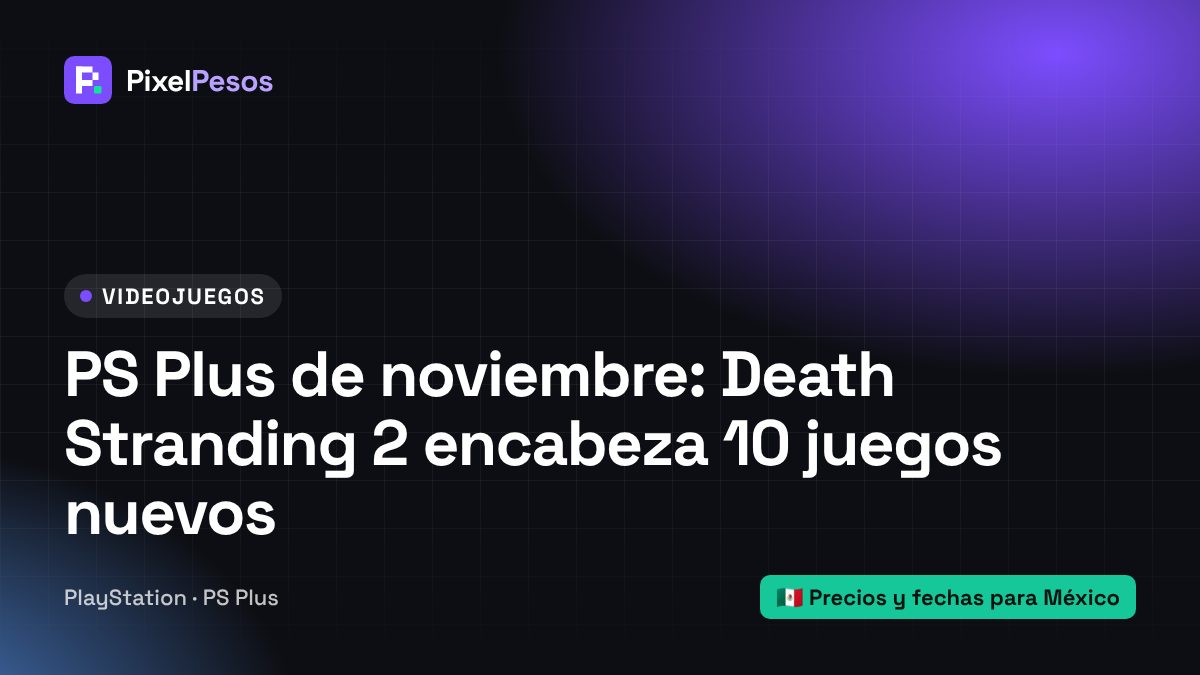 PixelPesos
VIDEOJUEGOS
PS Plus de noviembre: Death
Stranding 2 encabeza 10 juegos
nuevos
PlayStation · PS Plus
🇲🇽 Precios y fechas para México